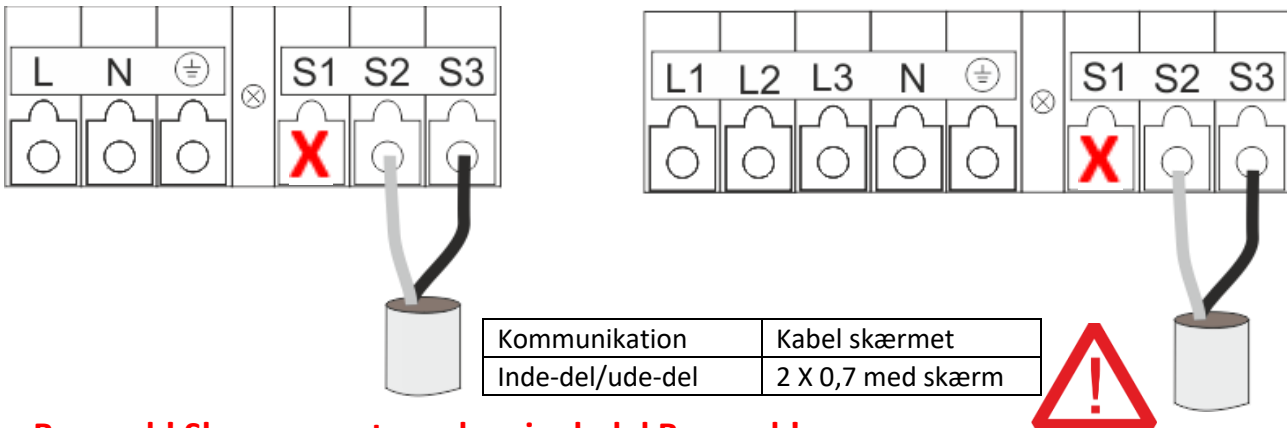 L N S1 S2 S3
X
L1 L2 L3 N S1 S2 S3
X
Kommunikation Kabel skærmet
Inde-del/ude-del 2 X 0,7 med skærm
!